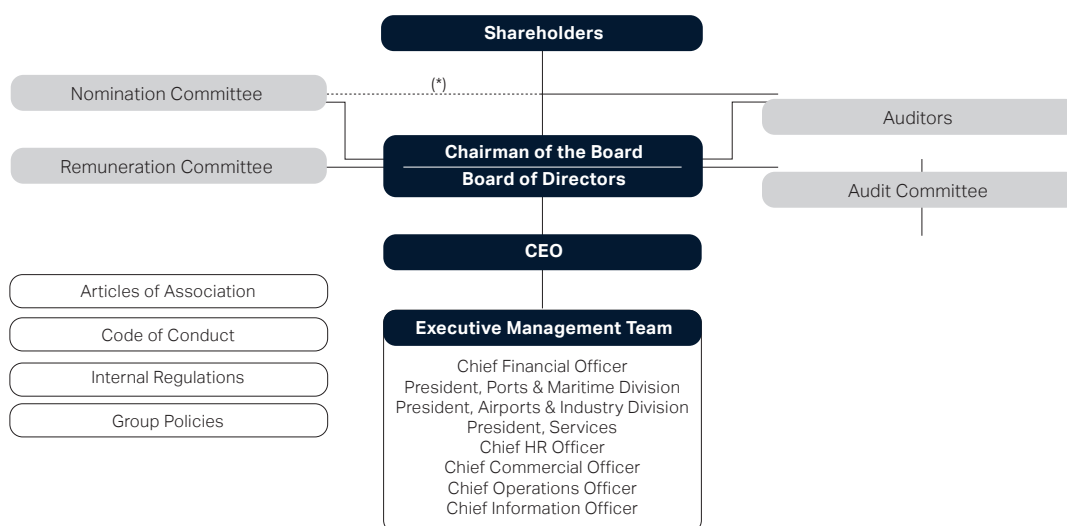 Shareholders
(*)
Nomination Committee
Auditors
Chairman of the Board
Remuneration Committee
Board of Directors
Audit Committee
CEO
Articles of Association
Code of Conduct
Internal Regulations
Group Policies
Executive Management Team
Chief Financial Officer
President, Ports & Maritime Division
President, Airports & Industry Division
President, Services
Chief HR Officer
Chief Commercial Officer
Chief Operations Officer
Chief Information Officer